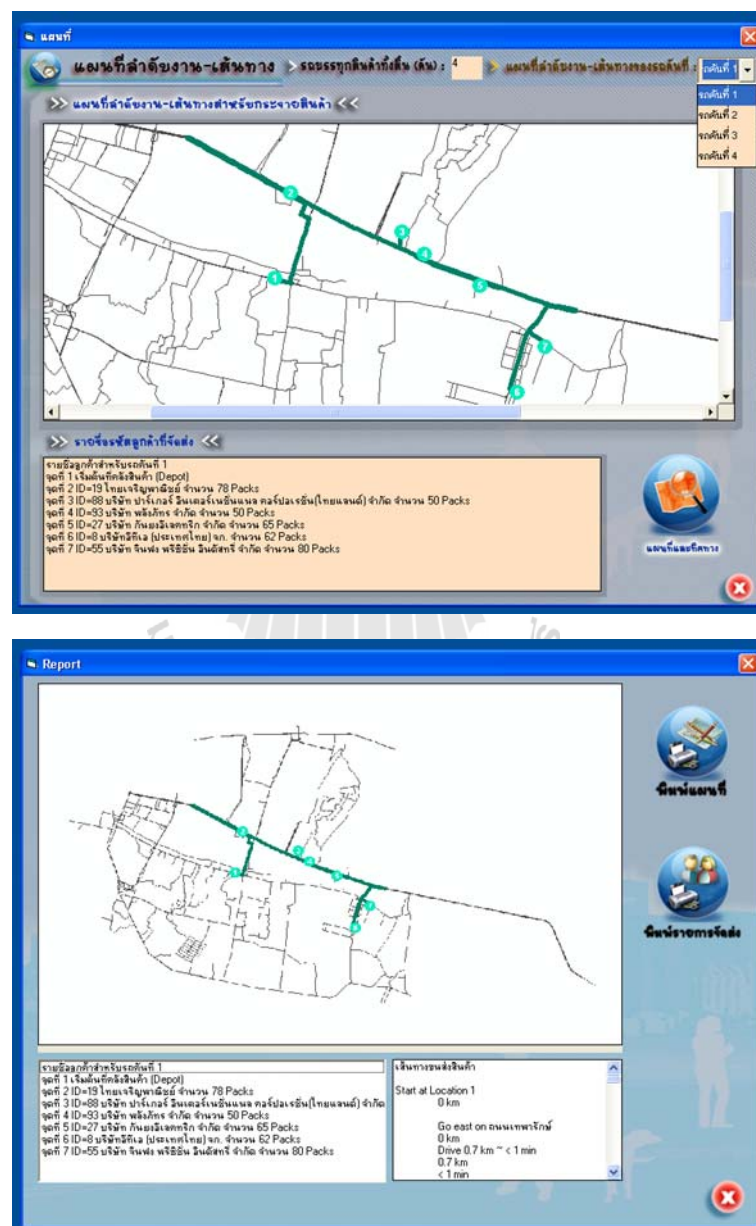 แผนที่
แผนที่ลำดับงาน-เส้นทาง > รถบรรทุกสินค้าทั้งสิ้น (คัน) : 4 > แผนที่ลำดับงาน-เส้นทางของรถคันที่ : รถคันที่ 1
รถคันที่ 1
รถคันที่ 2
รถคันที่ 3
รถคันที่ 4
>> แผนที่ลำดับงาน-เส้นทางสำหรับกระจายสินค้า <<
2
3
4
1
5
7
6
>> รายชื่อรหัสลูกค้าที่จัดส่ง <<
รายชื่อลูกค้าสำหรับรถคันที่ 1
จุดที่ 1 เริ่มต้นที่คลังสินค้า (Depot)
จุดที่ 2 ID=19 ไทยเจริญพาณิชย์ จำนวน 78 Packs
จุดที่ 3 ID=88 บริษัท ปาร์เกอร์ อินเตอร์เนชั่นแนล คอร์ปอเรชั่น(ไทยแลนด์) จำกัด จำนวน 50 Packs
จุดที่ 4 ID=93 บริษัท พลังภัทร จำกัด จำนวน 50 Packs
จุดที่ 5 ID=27 บริษัท กันยงอีเลคทริก จำกัด จำนวน 65 Packs
จุดที่ 6 ID=8 บริษัทอีทีเอ (ประเทศไทย) จก. จำนวน 62 Packs
จุดที่ 7 ID=55 บริษัท จินฟง พรีซิชั่น อินดัสทรี่ จำกัด จำนวน 80 Packs
แผนที่และทิศทาง
Report
2
3
4
1
5
7
6
พิมพ์แผนที่
พิมพ์รายการจัดส่ง
รายชื่อลูกค้าสำหรับรถคันที่ 1
จุดที่ 1 เริ่มต้นที่คลังสินค้า (Depot)
จุดที่ 2 ID=19 ไทยเจริญพาณิชย์ จำนวน 78 Packs
จุดที่ 3 ID=88 บริษัท ปาร์เกอร์ อินเตอร์เนชั่นแนล คอร์ปอเรชั่น(ไทยแลนด์) จำกัด
จุดที่ 4 ID=93 บริษัท พลังภัทร จำกัด จำนวน 50 Packs
จุดที่ 5 ID=27 บริษัท กันยงอีเลคทริก จำกัด จำนวน 65 Packs
จุดที่ 6 ID=8 บริษัทอีทีเอ (ประเทศไทย) จก. จำนวน 62 Packs
จุดที่ 7 ID=55 บริษัท จินฟง พรีซิชั่น อินดัสทรี่ จำกัด จำนวน 80 Packs
เส้นทางขนส่งสินค้า
Start at Location 1
0 km
Go east on ถนนเทพารักษ์
0 km
Drive 0.7 km ~ < 1 min
0.7 km
< 1 min